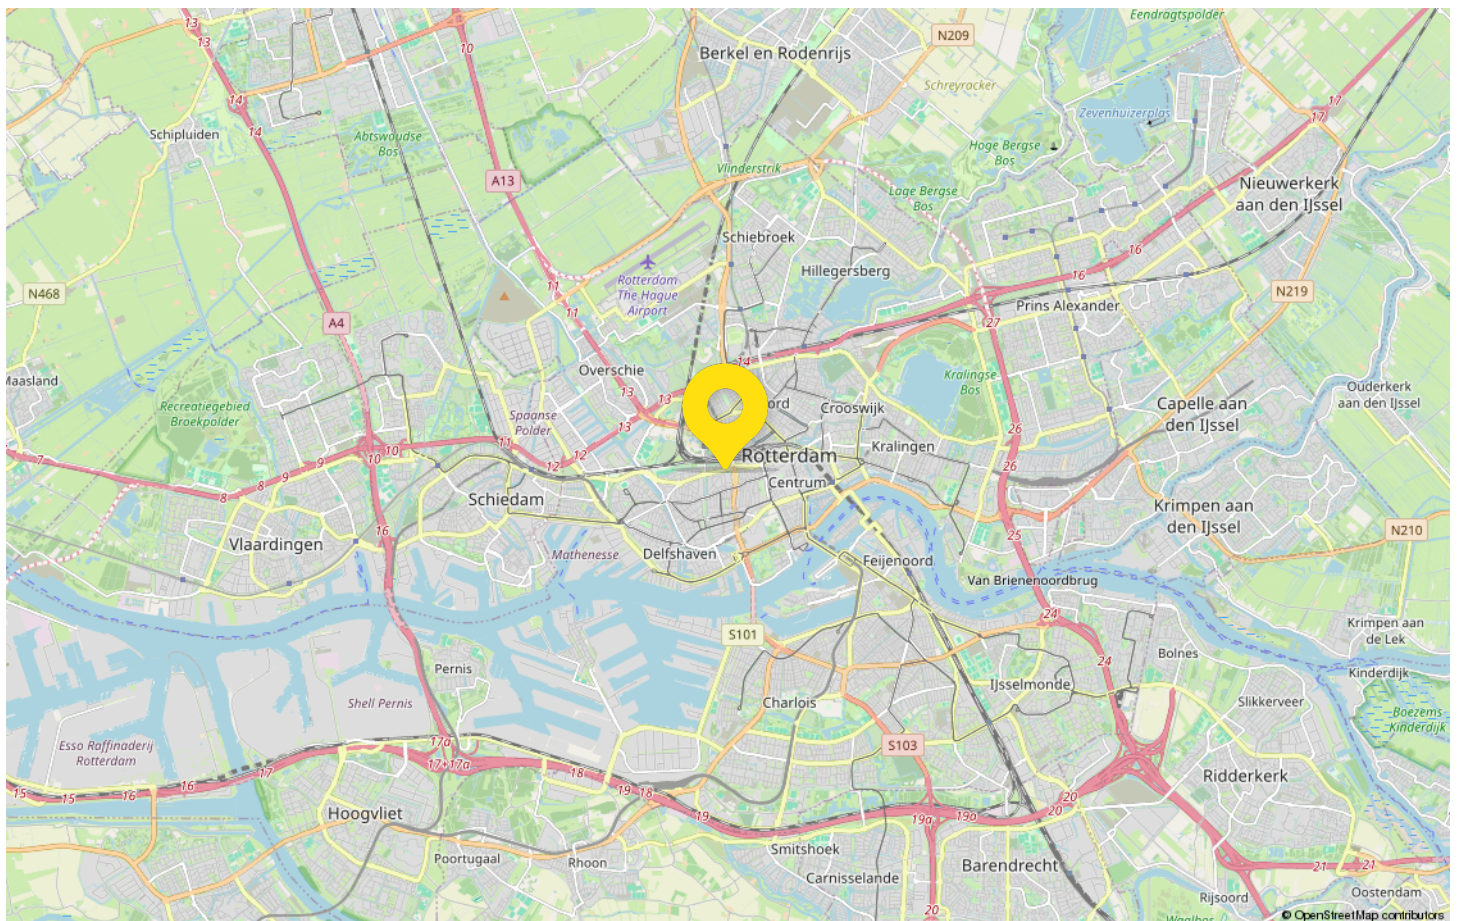 Eendragtspolder
13
13
10
N209
Berkel en Rodenrijs
Schreyracker
14
14
Schipluiden
Abtswoudse
Bos
Zevenhuizerplas
17
17
Hoge Bergse
Bos
Vlinderstrik
A13
Lage Bergse
Bos
Nieuwerkerk
aan den IJssel
Schiebroek
16
16
Hillegersberg
Rotterdam
The Hague
Airport
11
11
N468
N219
Prins Alexander
27
A4
14
Overschie
13
13
13
Maasland
Kralingse
Bos
Ouderkerk
aan den IJssel
Recreatiegebied
Broekpolder
Spaanse
Polder
Crooswijk
Capelle aan
den IJssel
26
26
Kralingen
10
10
11
12
12
Rotterdam
Centrum
7
9
8
8
Schiedam
Krimpen aan
den IJssel
16
25
N210
Vlaardingen
Mathenesse
Delfshaven
Feijenoord
Van Brienenoordbrug
24
24
S101
Krimpen aan
de Lek
Bolnes
Pernis
Kinderdijk
IJsselmonde
Shell Pernis
Charlois
Slikkerveer
Boezems
Kinderdijk
Esso Raffinaderij
Rotterdam
17a
17+17a
S103
18
17
16
16
15
15
19
18
19
Ridderkerk
20
20
19a
19a
Hoogvliet
Smitshoek
Poortugaal
Rhoon
Barendrecht
Carnisselande
21
21
Oostendam
Rijsoord
20
20
© OpenStreetMap contributors